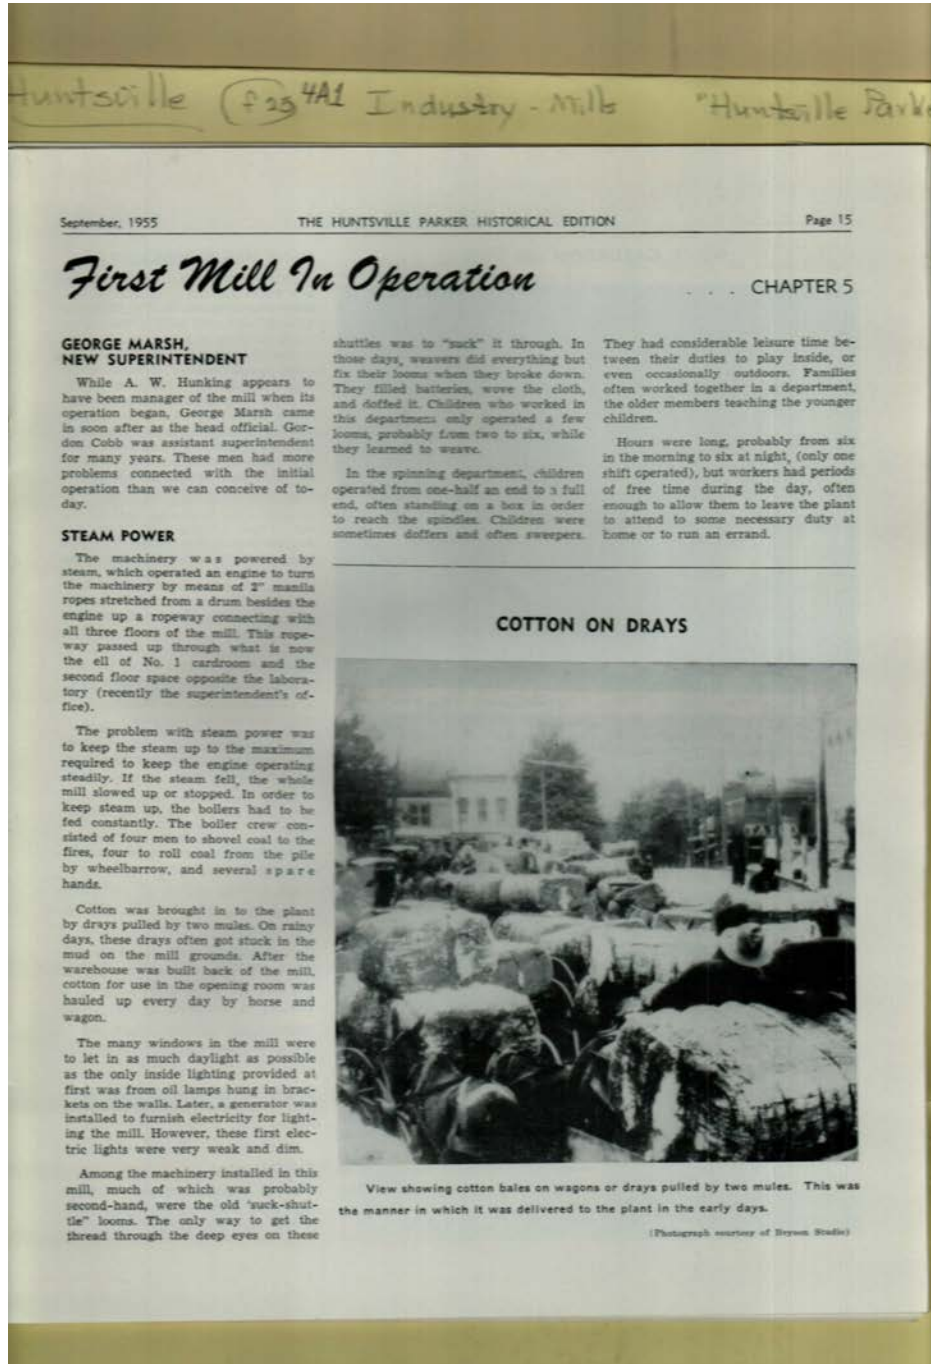 Huntsville (f 25 4A1 Industry - Mills "Huntsville Parke
September, 1955 THE HUNTSVILLE PARKER HISTORICAL EDITION Page 15
First Mill In Operation
. . . CHAPTER 5
GEORGE MARSH,
NEW SUPERINTENDENT
While A. W. Hunking appears to
have been manager of the mill when its
operation began, George Marsh came
in soon after as the head official. Gor-
don Cobb was assistant superintendent
for many years. These men had more
problems connected with the initial
operation than we can conceive of to-
day.
STEAM POWER
The machinery was powered by
steam, which operated an engine to turn
the machinery by means of 2" manila
ropes stretched from a drum besides the
engine up a ropeway connecting with
all three floors of the mill. This rope-
way passed up through what is now
the ell of No. 1 cardroom and the
second floor space opposite the labora-
tory (recently the superintendent's of-
fice).
The problem with steam power was
to keep the steam up to the maximum
required to keep the engine operating
steadily. If the steam fell, the whole
mill slowed up or stopped. In order to
keep steam up, the boilers had to be
fed constantly. The boiler crew con-
sisted of four men to shovel coal to the
fires, four to roll coal from the pile
by wheelbarrow, and several spare
hands.
Cotton was brought in to the plant
by drays pulled by two mules. On rainy
days, these drays often got stuck in the
mud on the mill grounds. After the
warehouse was built back of the mill,
cotton for use in the opening room was
hauled up every day by horse and
wagon.
The many windows in the mill were
to let in as much daylight as possible
as the only inside lighting provided at
first was from oil lamps hung in brac-
kets on the walls. Later, a generator was
installed to furnish electricity for light-
ing the mill. However, these first elec-
tric lights were very weak and dim.
Among the machinery installed in this
mill, much of which was probably
second-hand, were the old "suck-shut-
tle" looms. The only way to get the
thread through the deep eyes on these
shuttles was to "suck" it through. In
those days, weavers did everything but
fix their looms when they broke down.
They filled batteries, wove the cloth,
and doffed it. Children who worked in
this department only operated a few
looms, probably from two to six, while
they learned to weave.
In the spinning department, children
operated from one-half an end to a full
end, often standing on a box in order
to reach the spindles. Children were
sometimes doffers and often sweepers.
They had considerable leisure time be-
tween their duties to play inside, or
even occasionally outdoors. Families
often worked together in a department,
the older members teaching the younger
children.
Hours were long, probably from six
in the morning to six at night, (only one
shift operated), but workers had periods
of free time during the day, often
enough to allow them to leave the plant
to attend to some necessary duty at
home or to run an errand.
COTTON ON DRAYS
View showing cotton bales on wagons or drays pulled by two mules. This was
the manner in which it was delivered to the plant in the early days.
(Photograph courtesy of Bryson Studio)